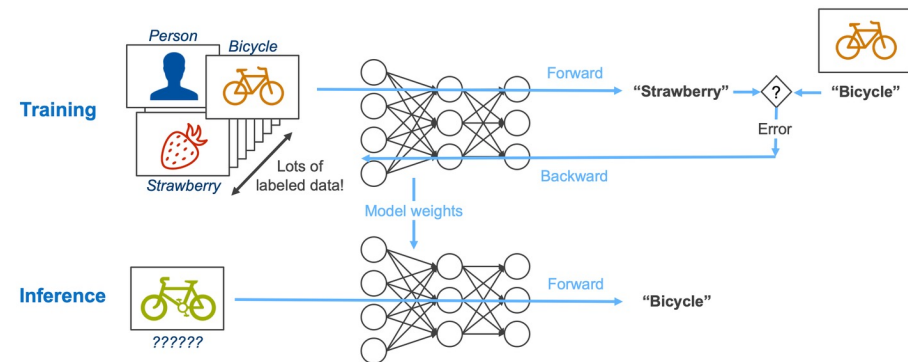 Person
Bicycle
Training
Strawberry
Lots of
labeled data!
Forward
"Strawberry"
?
"Bicycle"
Error
Backward
Model weights
Inference
??????
Forward
"Bicycle"